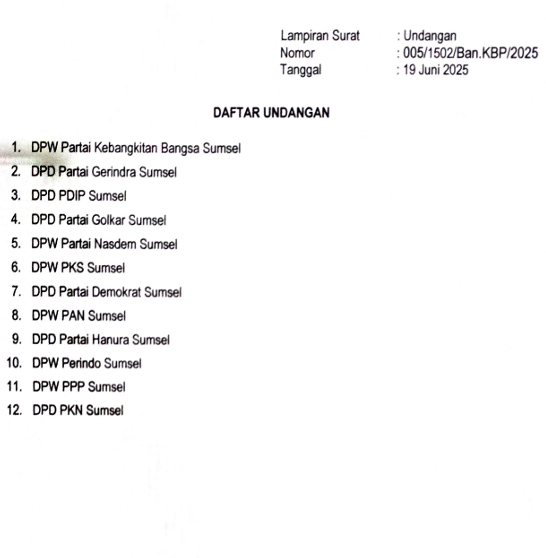 Lampiran Surat : Undangan
Nomor : 005/1502/Ban.KBP/2025
Tanggal : 19 Juni 2025
DAFTAR UNDANGAN
1. DPW Partai Kebangkitan Bangsa Sumsel
2. DPD Partai Gerindra Sumsel
3. DPD PDIP Sumsel
4. DPD Partai Golkar Sumsel
5. DPW Partai Nasdem Sumsel
6. DPW PKS Sumsel
7. DPD Partai Demokrat Sumsel
8. DPW PAN Sumsel
9. DPD Partai Hanura Sumsel
10. DPW Perindo Sumsel
11. DPW PPP Sumsel
12. DPD PKN Sumsel